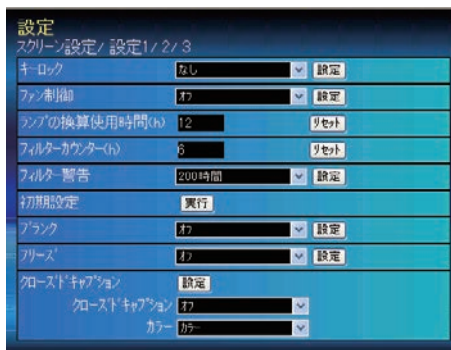 設定
スクリーン設定/ 設定1/ 2/ 3
キーロック なし 設定
ファン制御 オフ 設定
ランプの換算使用時間(h) 12 リセット
フィルターカウンター(h) 6 リセット
フィルター警告 200時間 設定
初期設定 実行
ブランク オフ 設定
フリーズ オフ 設定
クローズドキャプション 設定
クローズドキャプション オフ
カラー カラー